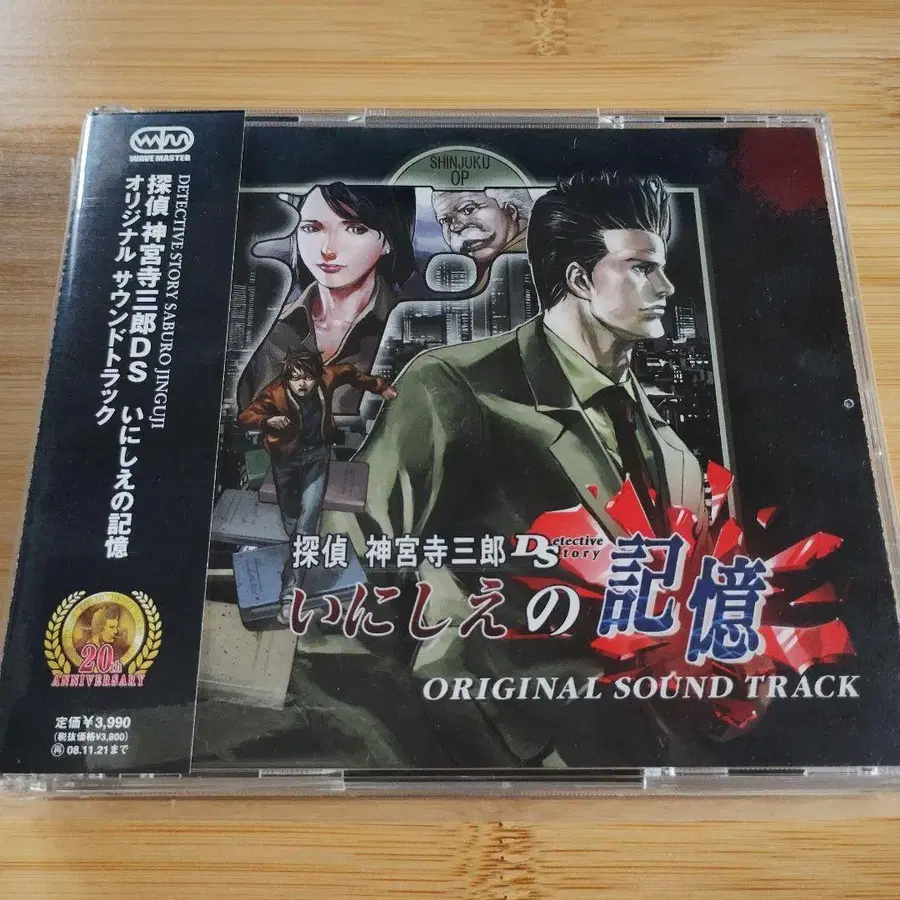 WAVE MASTER
DETECTIVE STORY SABURO JINGUJI
探偵 神宮寺三郎DS いにしえの記憶
オリジナル サウンドトラック
20th
ANNIVERSARY
定価¥3,990
(税抜価格¥3,800)
再 08.11.21まで
SHINJUKU
OP
探偵 神宮寺三郎 Detective Story
いにしえの記憶
ORIGINAL SOUND TRACK